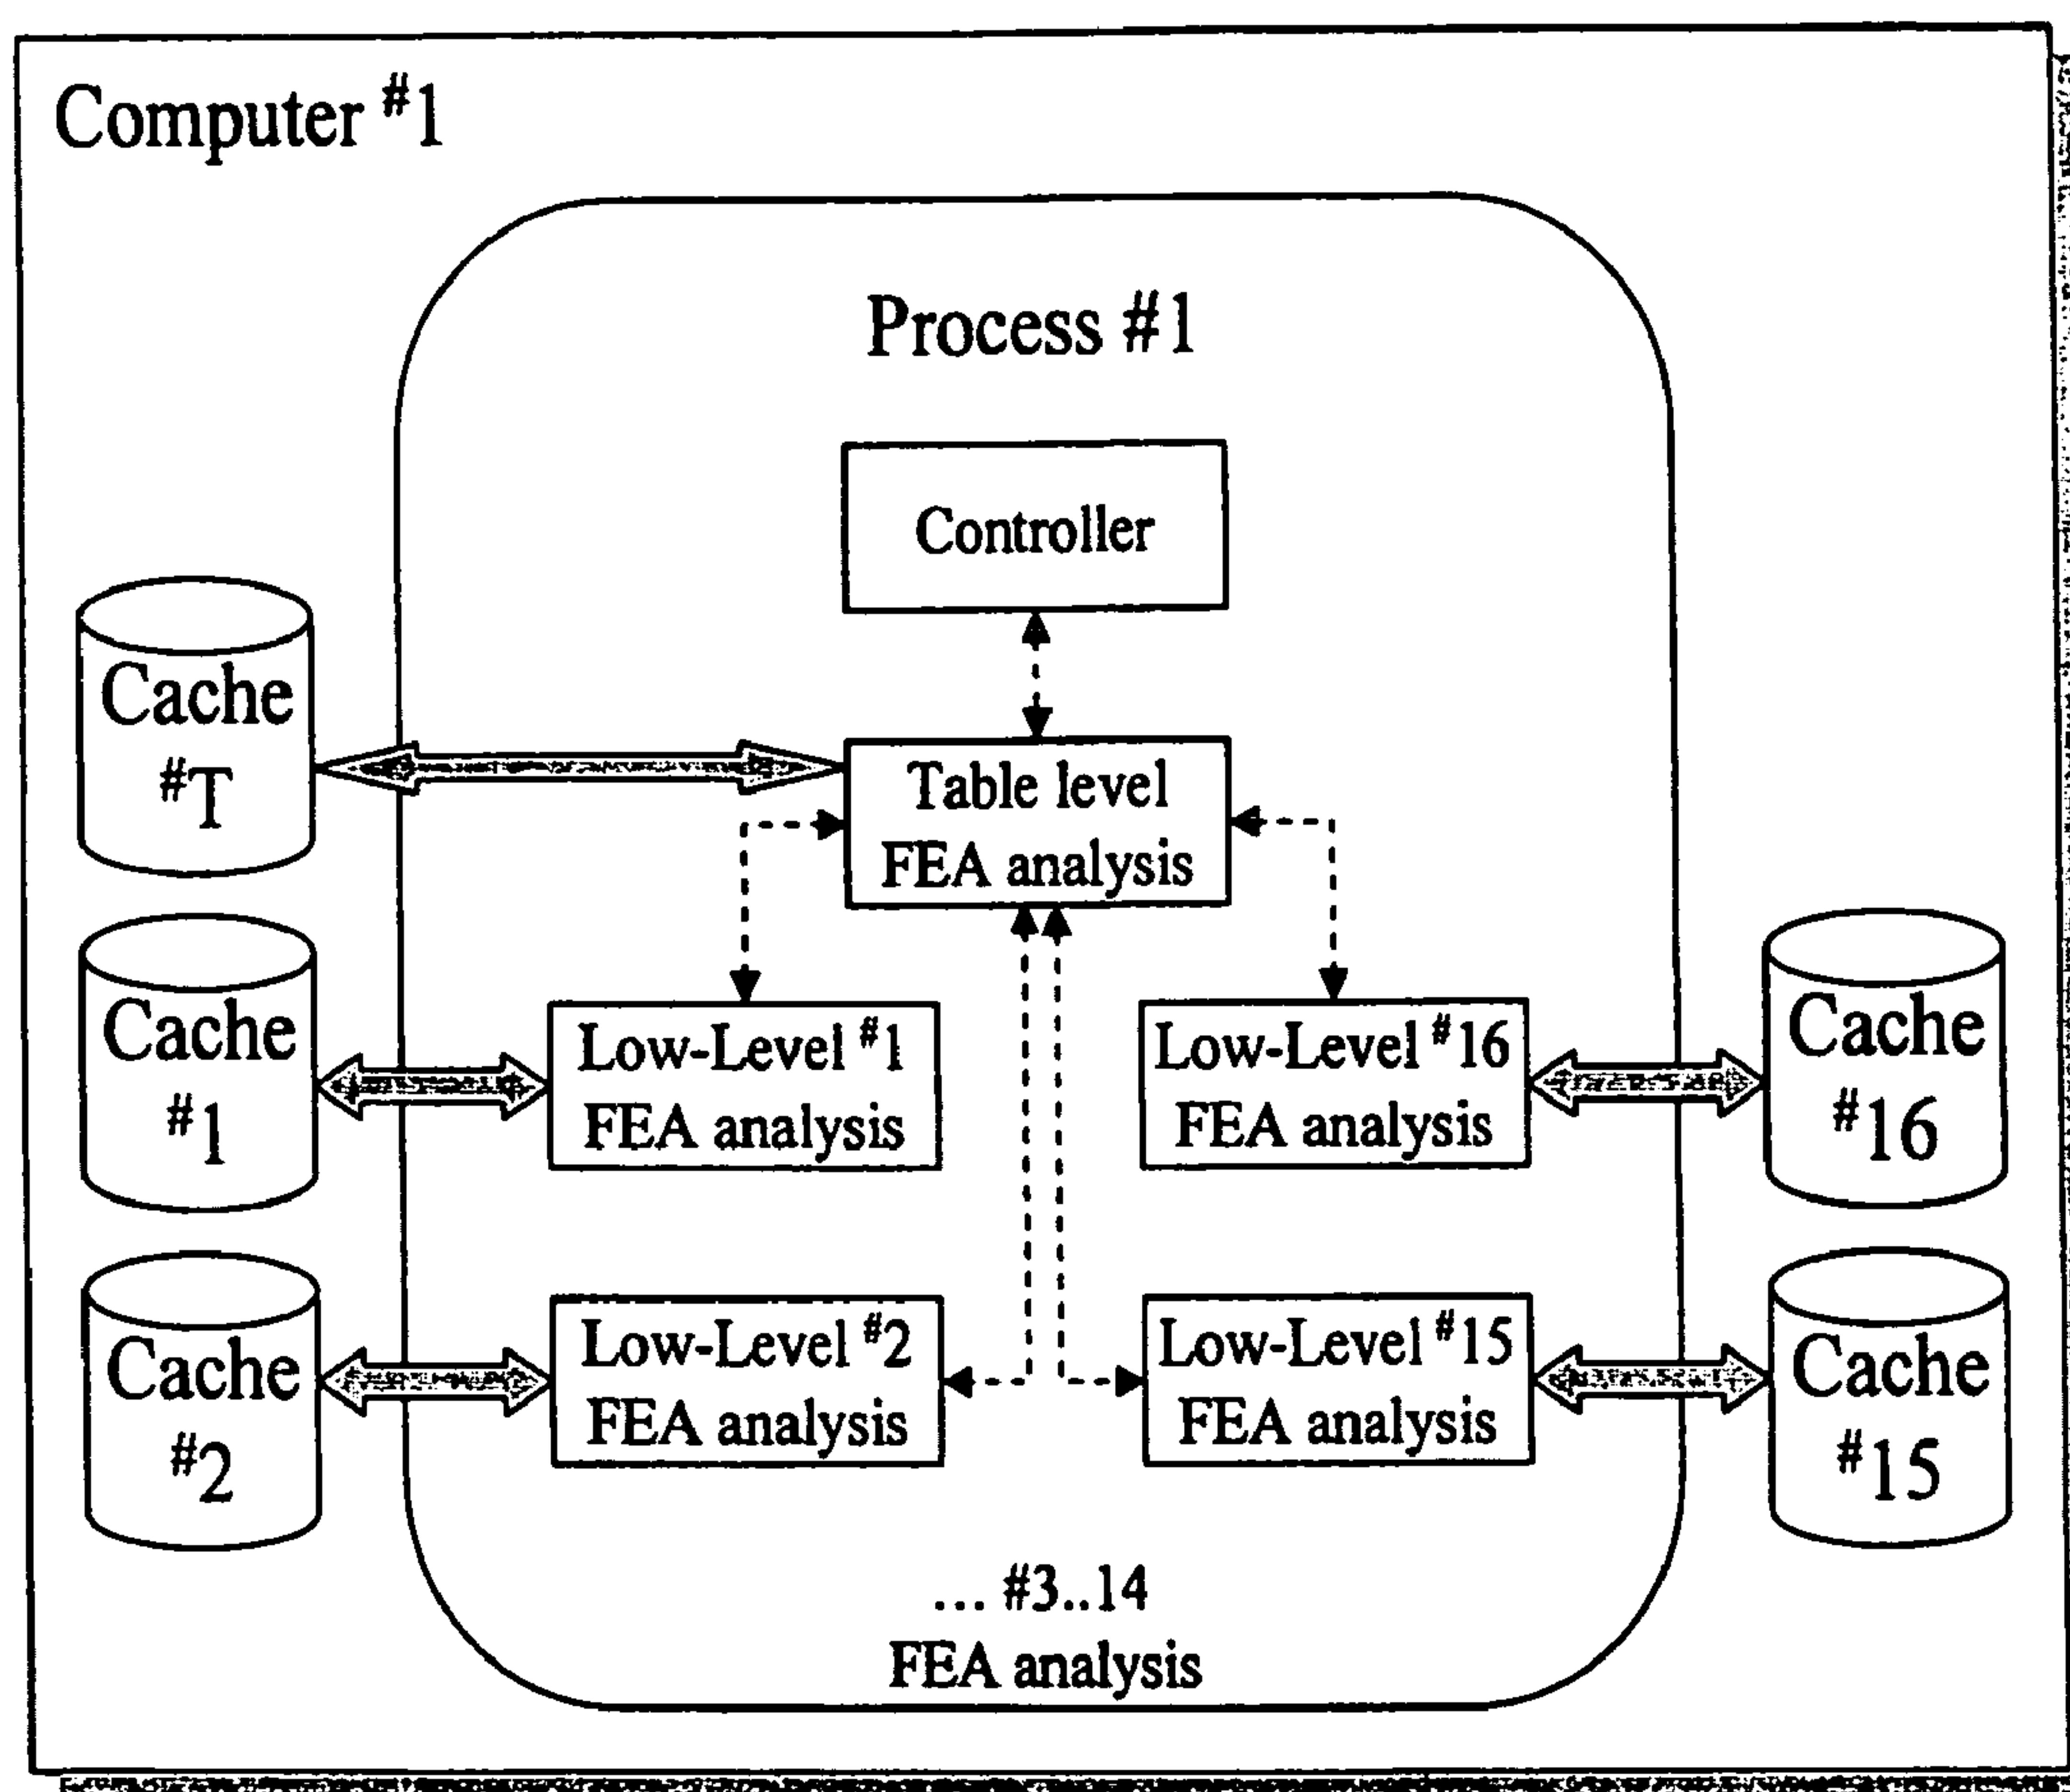 Computer #1
Process #1
Controller
Cache
#T
Table level
FEA analysis
Cache
#1
Low-Level #1
FEA analysis
Low-Level #16
FEA analysis
Cache
#16
Cache
#2
Low-Level #2
FEA analysis
Low-Level #15
FEA analysis
Cache
#15
... #3..14
FEA analysis